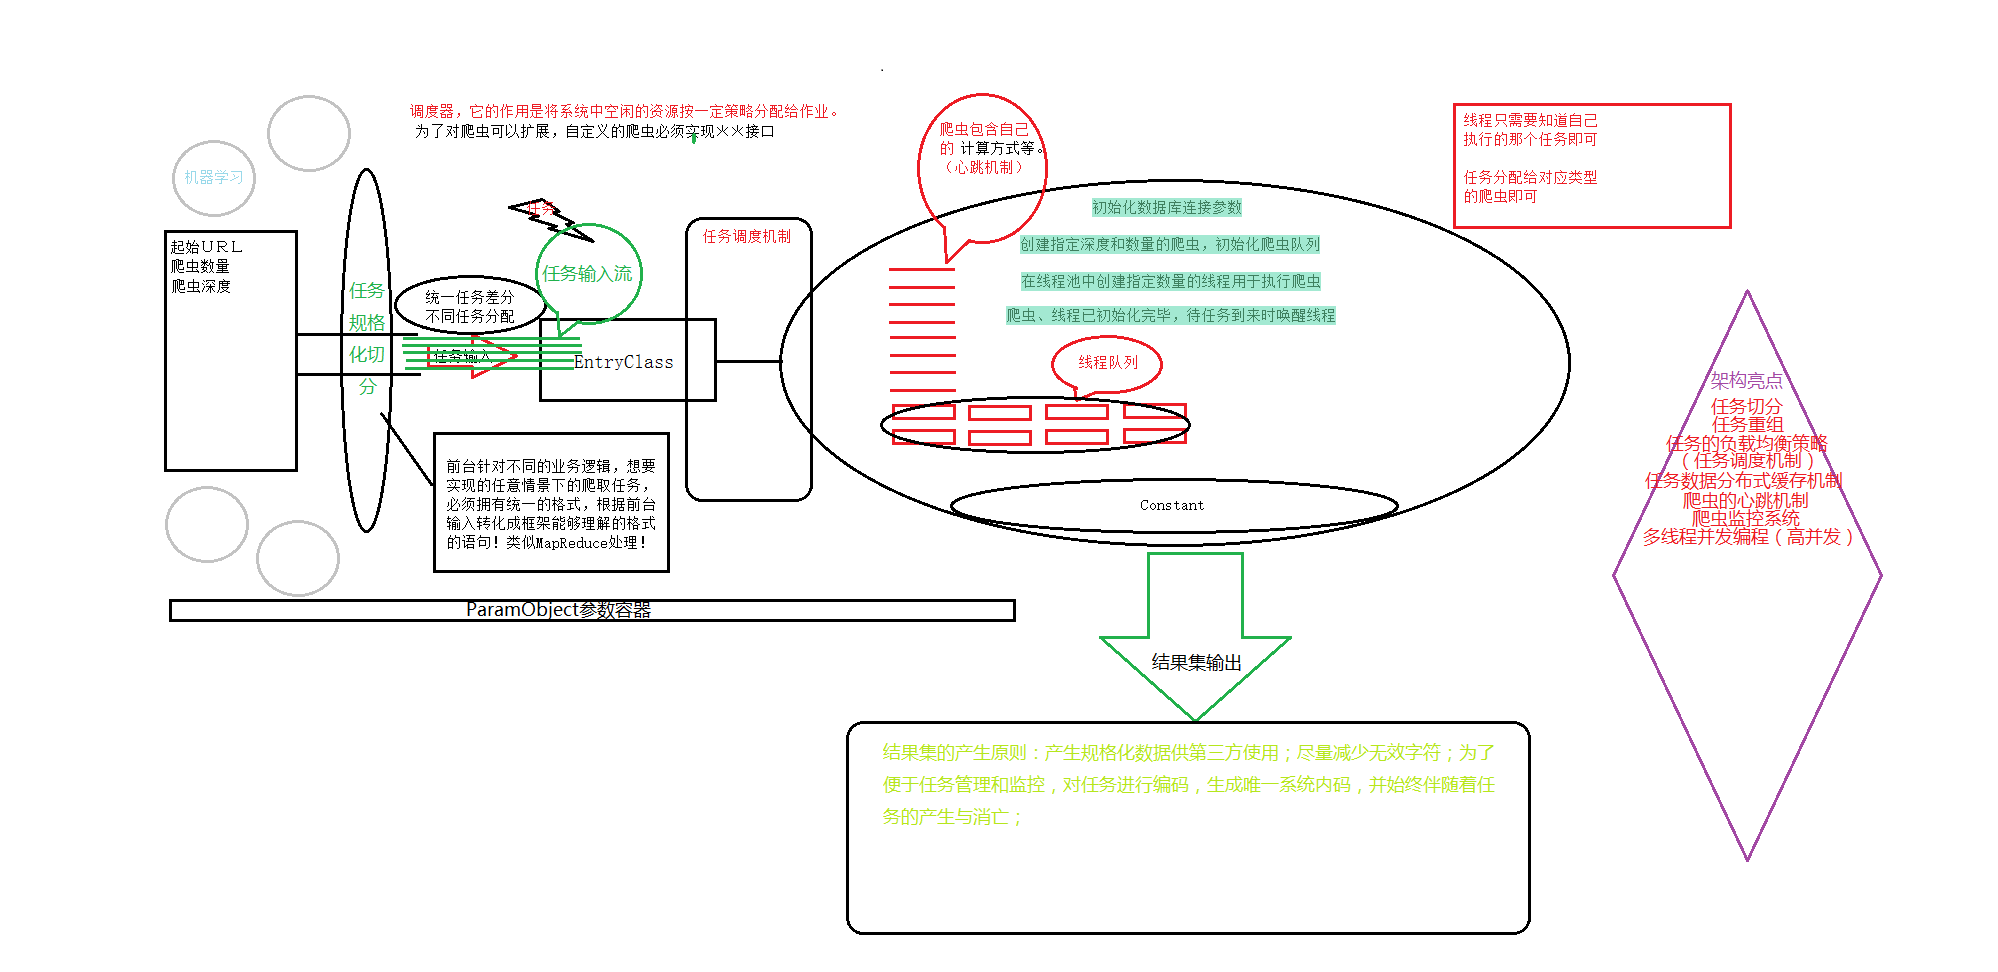 调度器，它的作用是将系统中空闲的资源按一定策略分配给作业。
为了对爬虫可以扩展，自定义的爬虫必须实现××接口
机器学习
起始URL
爬虫数量
爬虫深度
任务
规格
化切
分
统一任务差分
不同任务分配
任务
任务输入流
任务输入
EntryClass
前台针对不同的业务逻辑，想要
实现的任意情景下的爬取任务，
必须拥有统一的格式，根据前台
输入转化成框架能够理解的格式
的语句！类似MapReduce处理！
ParamObject参数容器
任务调度机制
爬虫包含自己
的 计算方式等。
（心跳机制）
初始化数据库连接参数
创建指定深度和数量的爬虫，初始化爬虫队列
在线程池中创建指定数量的线程用于执行爬虫
爬虫、线程已初始化完毕，待任务到来时唤醒线程
线程队列
Constant
结果集输出
结果集的产生原则：产生规格化数据供第三方使用；尽量减少无效字符；为了
便于任务管理和监控，对任务进行编码，生成唯一系统内码，并始终伴随着任
务的产生与消亡；
线程只需要知道自己
执行的那个任务即可
任务分配给对应类型
的爬虫即可
架构亮点
任务切分
任务重组
任务的负载均衡策略
（任务调度机制）
任务数据分布式缓存机制
爬虫的心跳机制
爬虫监控系统
多线程并发编程（高并发）